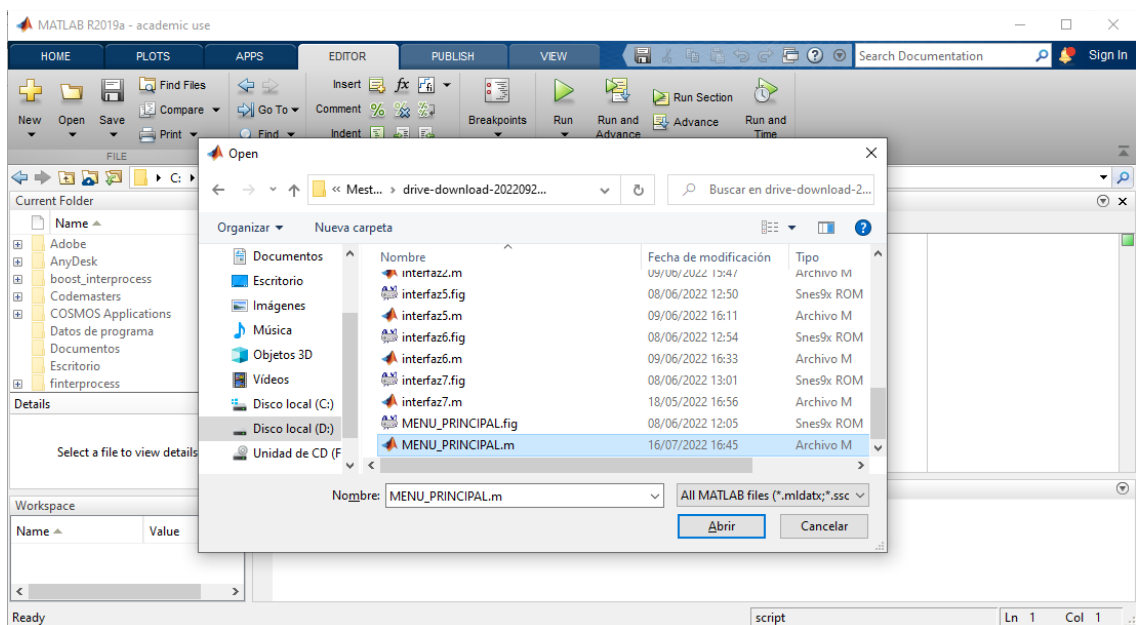 MATLAB R2019a - academic use
HOME PLOTS APPS EDITOR PUBLISH VIEW Search Documentation Sign In
New Open Save Find Files Compare Print
Go To Find
Insert fx
Comment
Indent
Breakpoints Run Run and Advance Run Section Advance Run and Time
FILE
C:
Current Folder
Name
Adobe
AnyDesk
boost_interprocess
Codemasters
COSMOS Applications
Datos de programa
Documentos
Escritorio
finterprocess
Details
Select a file to view details
Workspace
Name Value
Open
« Mest... › drive-download-2022092... Buscar en drive-download-2...
Organizar Nueva carpeta
Documentos
Escritorio
Imágenes
Música
Objetos 3D
Vídeos
Disco local (C:)
Disco local (D:)
Unidad de CD (F
Nombre Fecha de modificación Tipo
interfaz2.m 09/06/2022 15:47 Archivo M
interfaz5.fig 08/06/2022 12:50 Snes9x ROM
interfaz5.m 09/06/2022 16:11 Archivo M
interfaz6.fig 08/06/2022 12:54 Snes9x ROM
interfaz6.m 09/06/2022 16:33 Archivo M
interfaz7.fig 08/06/2022 13:01 Snes9x ROM
interfaz7.m 18/05/2022 16:56 Archivo M
MENU_PRINCIPAL.fig 08/06/2022 12:05 Snes9x ROM
MENU_PRINCIPAL.m 16/07/2022 16:45 Archivo M
Nombre: MENU_PRINCIPAL.m All MATLAB files (*.mldatx;*.ssc
Abrir Cancelar
Ready script Ln 1 Col 1